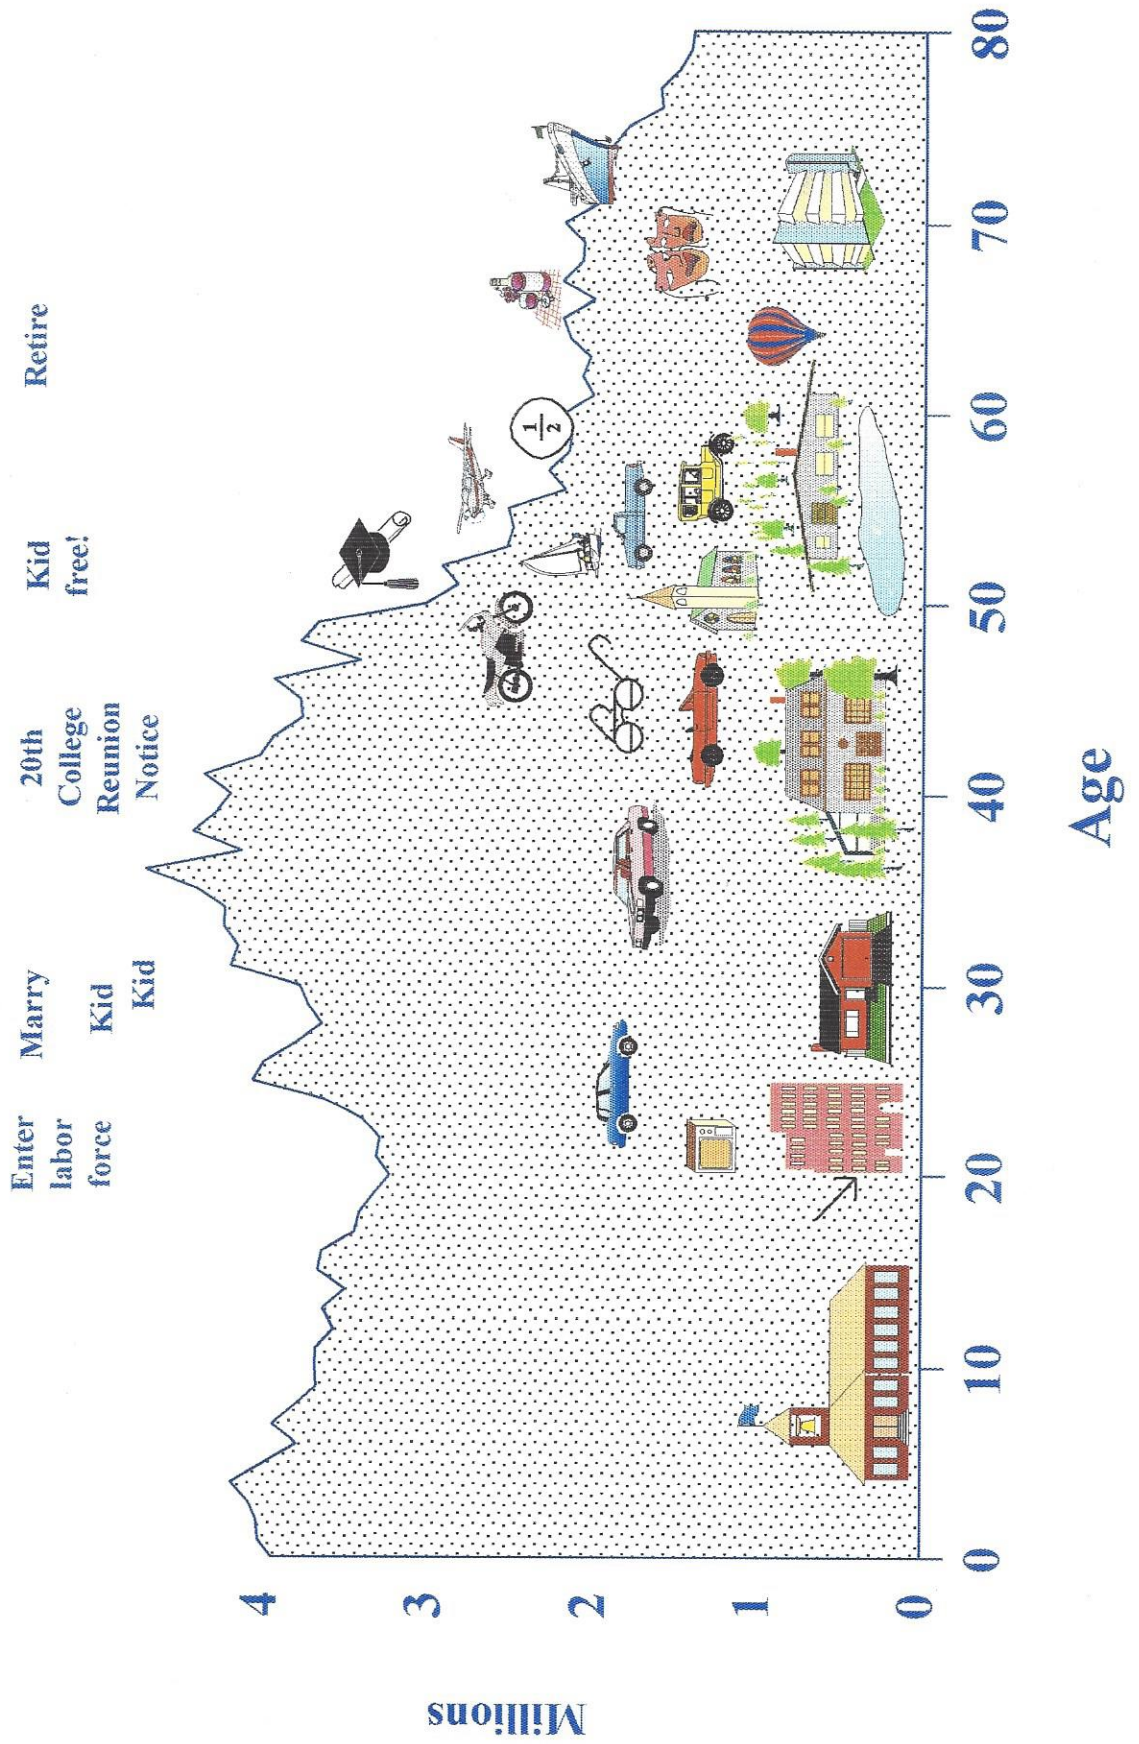 Enter
labor
force
Marry
Kid
Kid
20th
College
Reunion
Notice
Kid
free!
Retire
Millions
4
3
2
1
0
1
2
0
10
20
30
40
50
60
70
80
Age